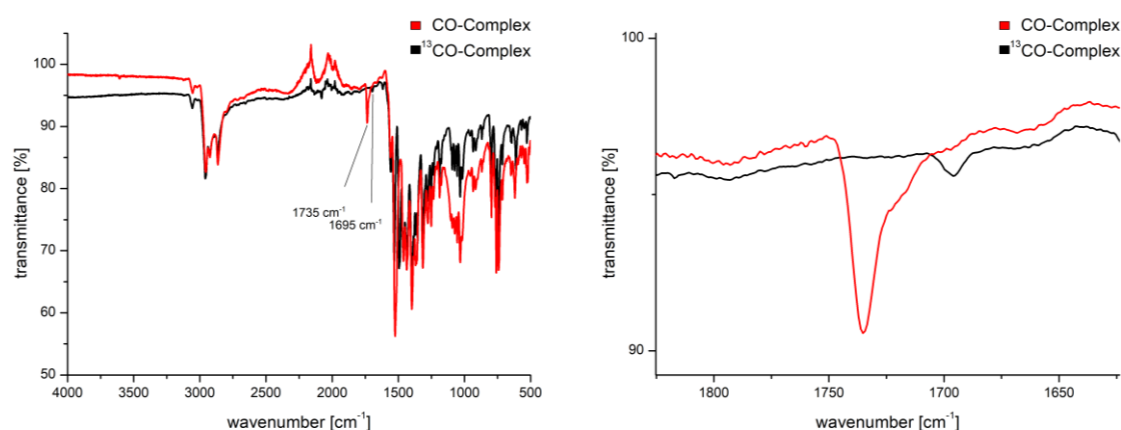 CO-Complex
¹³CO-Complex
100
90
80
70
60
50
transmittance [%]
1735 cm⁻¹
1695 cm⁻¹
4000 3500 3000 2500 2000 1500 1000 500
wavenumber [cm⁻¹]
CO-Complex
¹³CO-Complex
100
90
transmittance [%]
1800 1750 1700 1650
wavenumber [cm⁻¹]